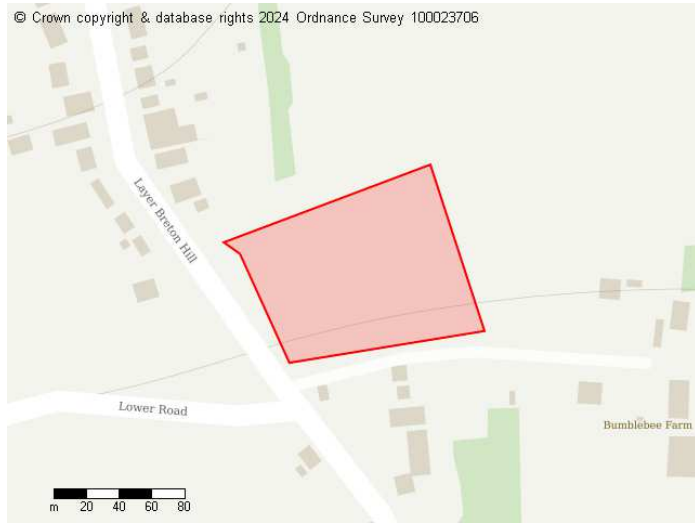 © Crown copyright & database rights 2024 Ordnance Survey 100023706
Layer Breton Hill
Lower Road
Bumblebee Farm
m 20 40 60 80